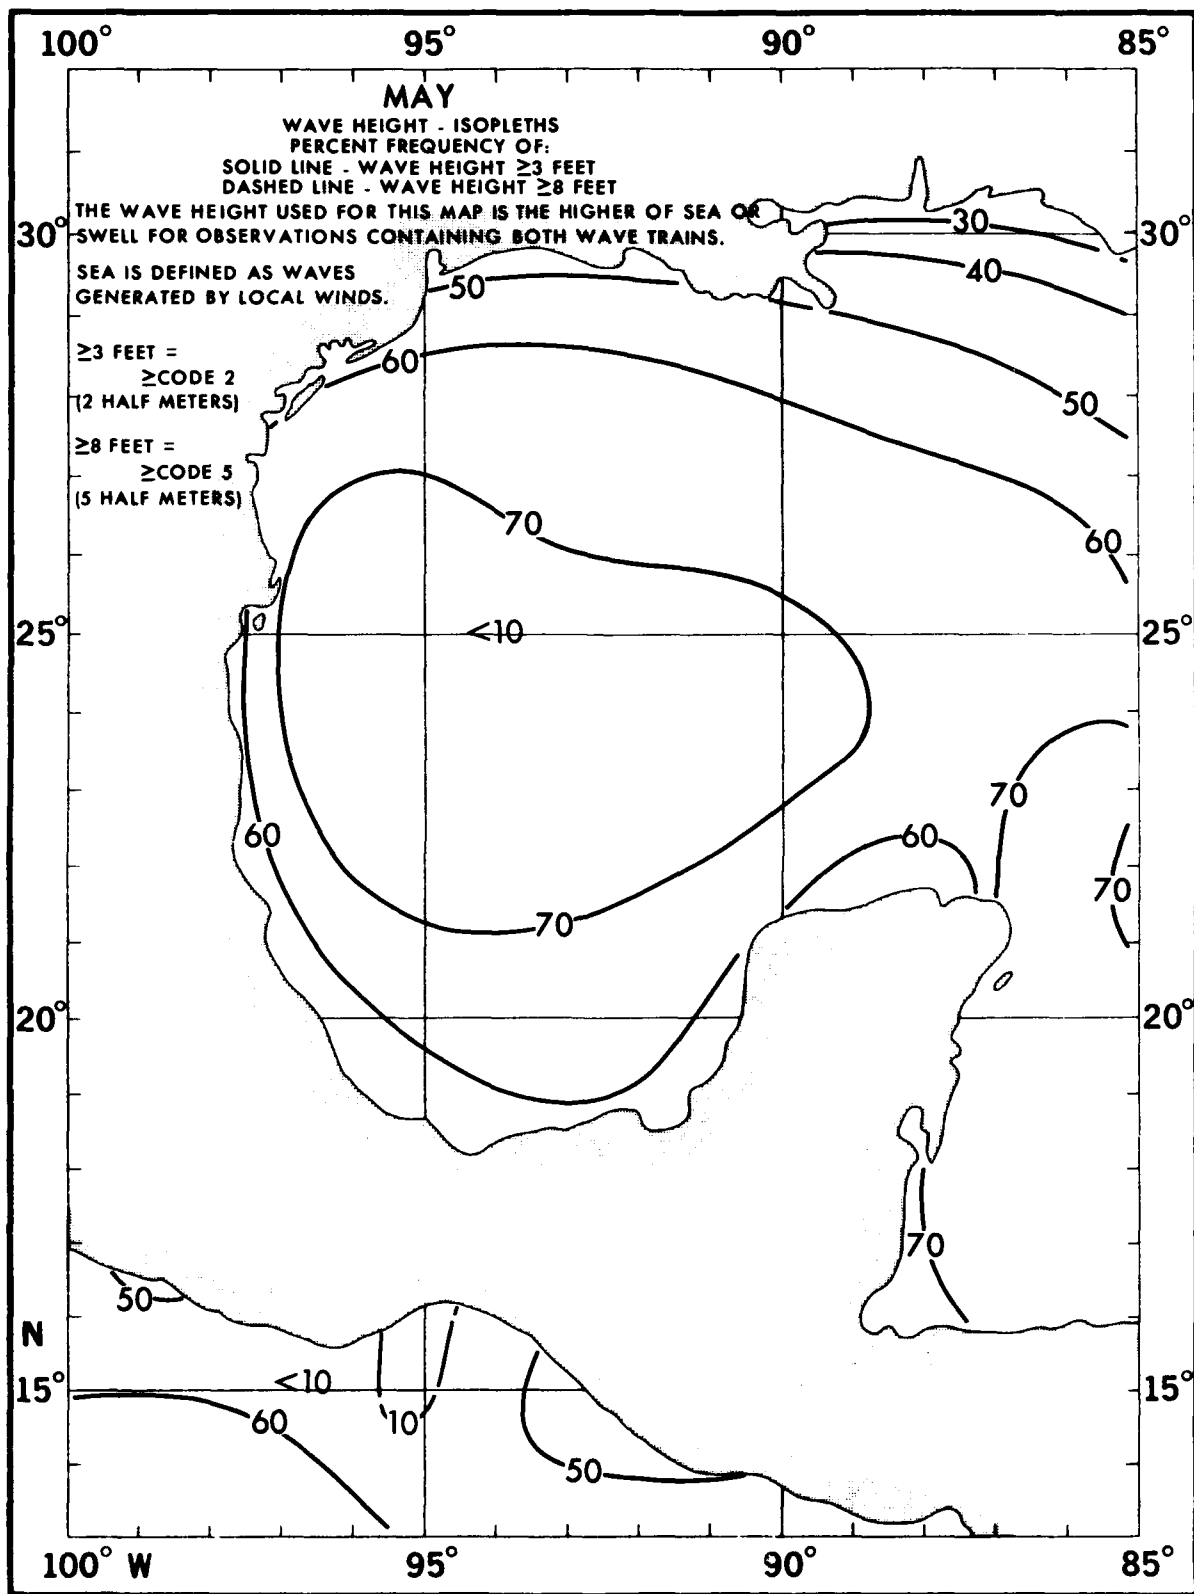 100° 95° 90° 85°
MAY
WAVE HEIGHT - ISOPLETHS
PERCENT FREQUENCY OF:
SOLID LINE - WAVE HEIGHT ≥3 FEET
DASHED LINE - WAVE HEIGHT ≥8 FEET
THE WAVE HEIGHT USED FOR THIS MAP IS THE HIGHER OF SEA OR
SWELL FOR OBSERVATIONS CONTAINING BOTH WAVE TRAINS.
30° 30 30°
SEA IS DEFINED AS WAVES
GENERATED BY LOCAL WINDS.
40
50
≥3 FEET =
≥CODE 2
(2 HALF METERS)
60
50
≥8 FEET =
≥CODE 5
(5 HALF METERS)
70
60
25° <10 25°
70
60 60
70
70
20° 20°
70
50
N
15° <10 15°
60 10
50
100° W 95° 90° 85°